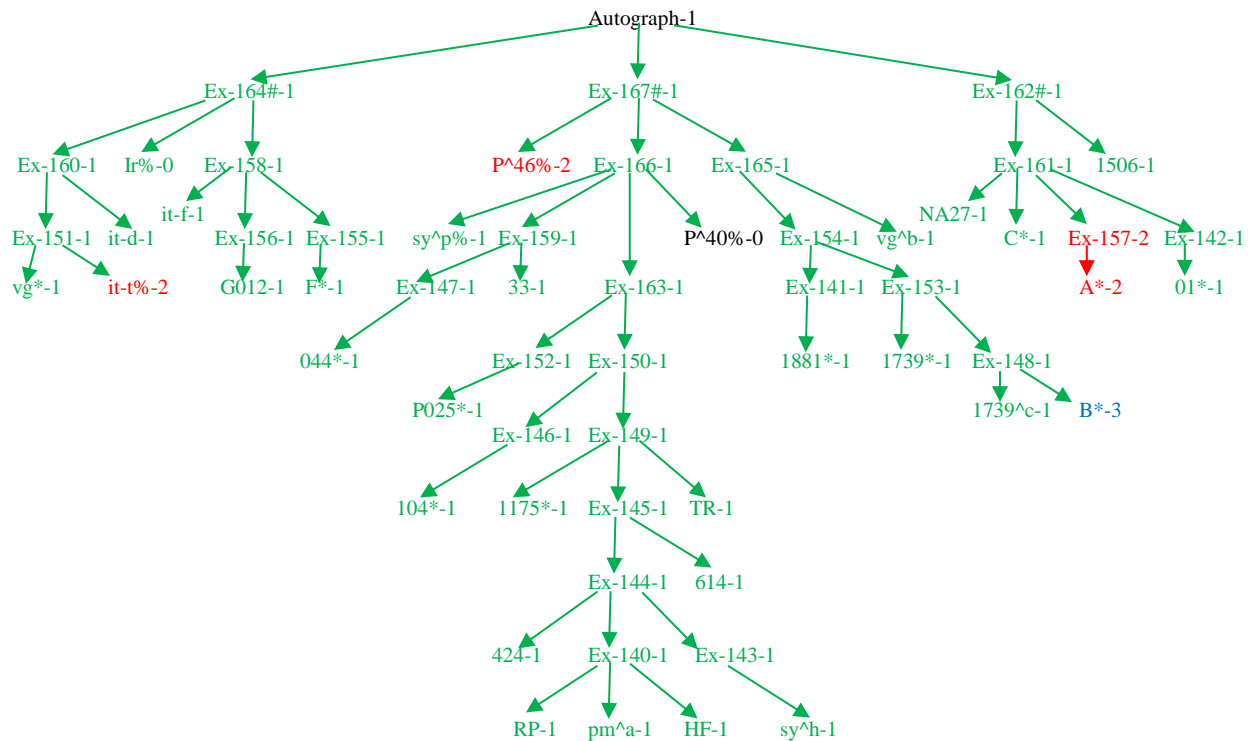 Autograph-1
Ex-164#-1 Ex-167#-1 Ex-162#-1
Ex-160-1 Ir%-0 Ex-158-1 P^46%-2 Ex-166-1 Ex-165-1 Ex-161-1 1506-1
it-f-1 NA27-1
Ex-151-1 it-d-1 Ex-156-1 Ex-155-1 sy^p%-1 Ex-159-1 P^40%-0 Ex-154-1 vg^b-1 C*-1 Ex-157-2 Ex-142-1
vg*-1 it-t%-2 G012-1 F*-1 Ex-147-1 33-1 Ex-163-1 Ex-141-1 Ex-153-1 A*-2 01*-1
044*-1 Ex-152-1 Ex-150-1 1881*-1 1739*-1 Ex-148-1
P025*-1 1739^c-1 B*-3
Ex-146-1 Ex-149-1
104*-1 1175*-1 Ex-145-1 TR-1
Ex-144-1 614-1
424-1 Ex-140-1 Ex-143-1
RP-1 pm^a-1 HF-1 sy^h-1